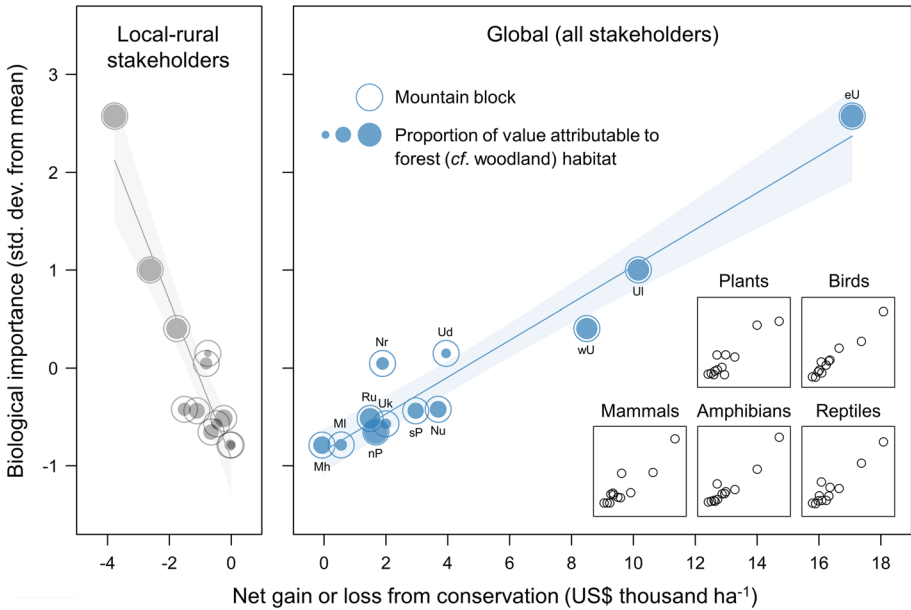 Local-rural
stakeholders
Global (all stakeholders)
Mountain block
Proportion of value attributable to
forest (cf. woodland) habitat
Biological importance (std. dev. from mean)
3
2
1
0
-1
eU
Ul
wU
Ud
Nr
Ru
Uk
Ml
Mh
nP
sP
Nu
Plants
Birds
Mammals
Amphibians
Reptiles
-4 -2 0
0 2 4 6 8 10 12 14 16 18
Net gain or loss from conservation (US$ thousand ha-1)